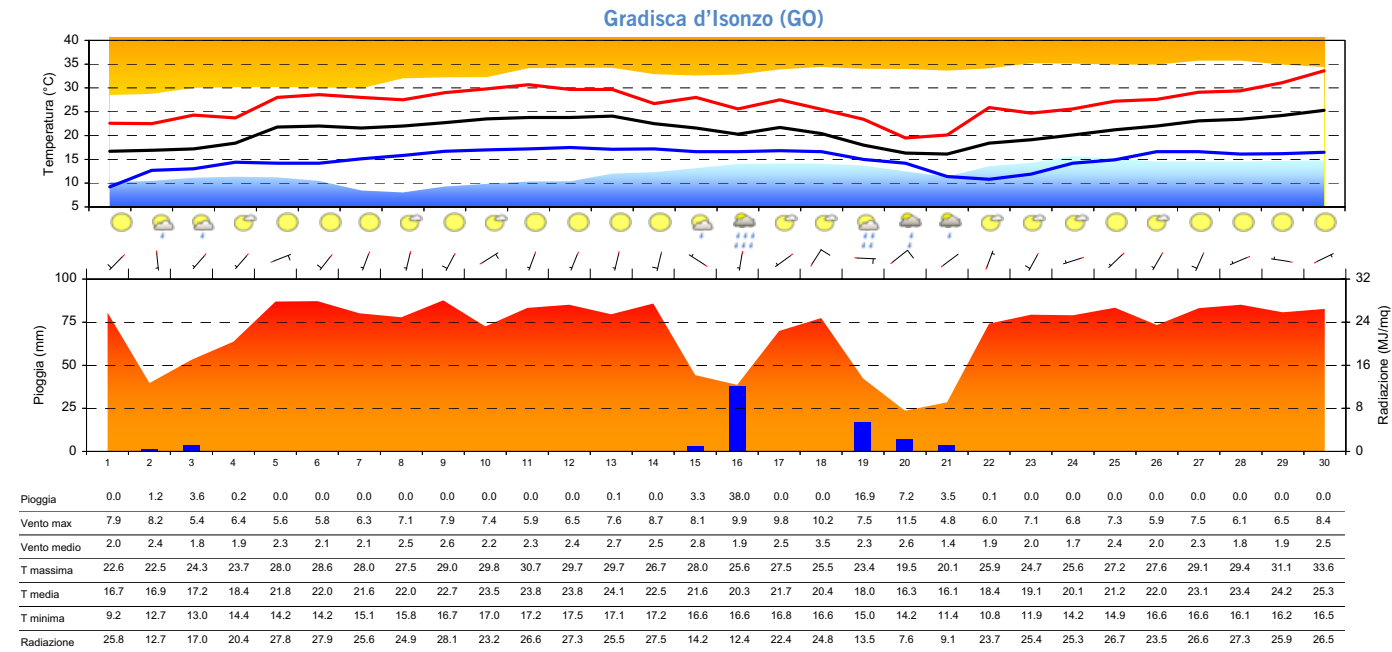 Gradisca d'Isonzo (GO)
40
35
30
25
20
15
10
5
Temperatura (°C)
100
75
50
25
0
Pioggia (mm)
32
24
16
8
0
Radiazione (MJ/mq)
1 2 3 4 5 6 7 8 9 10 11 12 13 14 15 16 17 18 19 20 21 22 23 24 25 26 27 28 29 30
Pioggia 0.0 1.2 3.6 0.2 0.0 0.0 0.0 0.0 0.0 0.0 0.0 0.0 0.1 0.0 3.3 38.0 0.0 0.0 16.9 7.2 3.5 0.1 0.0 0.0 0.0 0.0 0.0 0.0 0.0 0.0
Vento max 7.9 8.2 5.4 6.4 5.6 5.8 6.3 7.1 7.9 7.4 5.9 6.5 7.6 8.7 8.1 9.9 9.8 10.2 7.5 11.5 4.8 6.0 7.1 6.8 7.3 5.9 7.5 6.1 6.5 8.4
Vento medio 2.0 2.4 1.8 1.9 2.3 2.1 2.1 2.5 2.6 2.2 2.3 2.4 2.7 2.5 2.8 1.9 2.5 3.5 2.3 2.6 1.4 1.9 2.0 1.7 2.4 2.0 2.3 1.8 1.9 2.5
T massima 22.6 22.5 24.3 23.7 28.0 28.6 28.0 27.5 29.0 29.8 30.7 29.7 29.7 26.7 28.0 25.6 27.5 25.5 23.4 19.5 20.1 25.9 24.7 25.6 27.2 27.6 29.1 29.4 31.1 33.6
T media 16.7 16.9 17.2 18.4 21.8 22.0 21.6 22.0 22.7 23.5 23.8 23.8 24.1 22.5 21.6 20.3 21.7 20.4 18.0 16.3 16.1 18.4 19.1 20.1 21.2 22.0 23.1 23.4 24.2 25.3
T minima 9.2 12.7 13.0 14.4 14.2 14.2 15.1 15.8 16.7 17.0 17.2 17.5 17.1 17.2 16.6 16.6 16.8 16.6 15.0 14.2 11.4 10.8 11.9 14.2 14.9 16.6 16.6 16.1 16.2 16.5
Radiazione 25.8 12.7 17.0 20.4 27.8 27.9 25.6 24.9 28.1 23.2 26.6 27.3 25.5 27.5 14.2 12.4 22.4 24.8 13.5 7.6 9.1 23.7 25.4 25.3 26.7 23.5 26.6 27.3 25.9 26.5